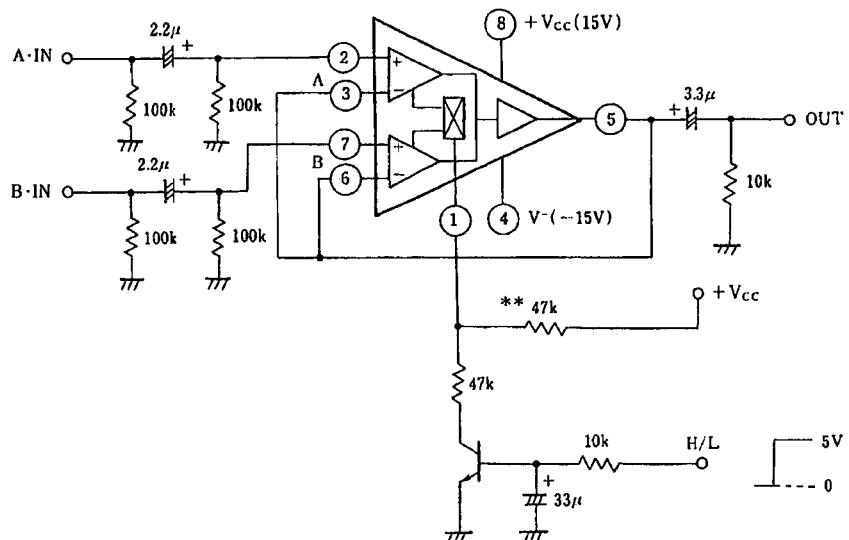 8
+Vcc(15V)
2.2μ
+
A·IN
2
+
A
3
−
100k
100k
3.3μ
+
5
OUT
2.2μ
+
7
+
B
6
−
B·IN
10k
100k
100k
1
4
V⁻(−15V)
** 47k
+Vcc
47k
10k
H/L
5V
0
+
33μ